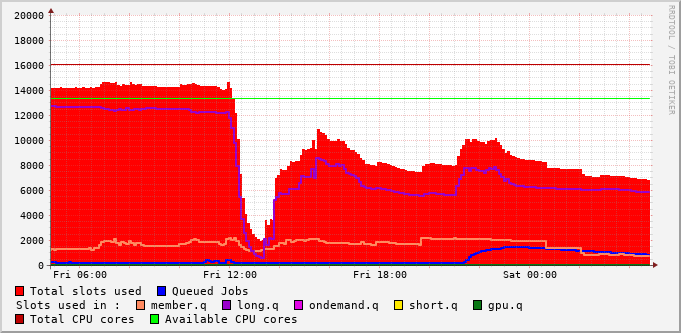 20000
18000
16000
14000
12000
10000
8000
6000
4000
2000
0
Fri 06:00 Fri 12:00 Fri 18:00 Sat 00:00
Total slots used Queued Jobs
Slots used in : member.q long.q ondemand.q short.q gpu.q
Total CPU cores Available CPU cores
RRDTOOL / TOBI OETIKER